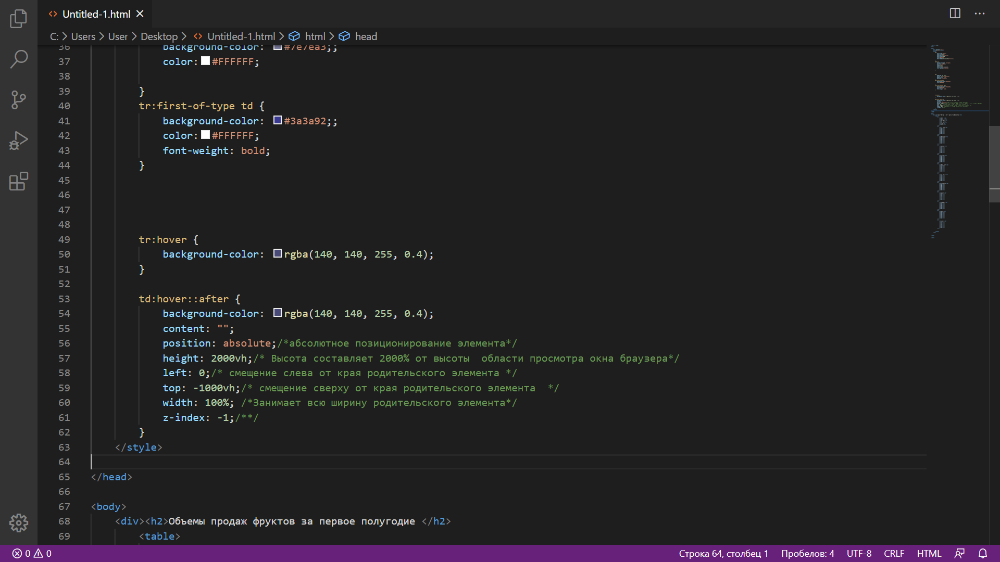 Untitled-1.html
C: > Users > User > Desktop > Untitled-1.html > html > head
36 background-color: #7e7ea3;;
37 color: #FFFFFF;
38
39 }
40 tr:first-of-type td {
41 background-color: #3a3a92;;
42 color: #FFFFFF;
43 font-weight: bold;
44 }
45
46
47
48
49 tr:hover {
50 background-color: rgba(140, 140, 255, 0.4);
51 }
52
53 td:hover::after {
54 background-color: rgba(140, 140, 255, 0.4);
55 content: "";
56 position: absolute;/*абсолютное позиционирование элемента*/
57 height: 2000vh;/* Высота составляет 2000% от высоты  области просмотра окна браузера*/
58 left: 0;/* смещение слева от края родительского элемента */
59 top: -1000vh;/* смещение сверху от края родительского элемента  */
60 width: 100%; /*Занимает всю ширину родительского элемента*/
61 z-index: -1;/**/
62 }
63 </style>
64
65 </head>
66
67 <body>
68 <div><h2>Объемы продаж фруктов за первое полугодие </h2>
69 <table>
0 0 Строка 64, столбец 1 Пробелов: 4 UTF-8 CRLF HTML